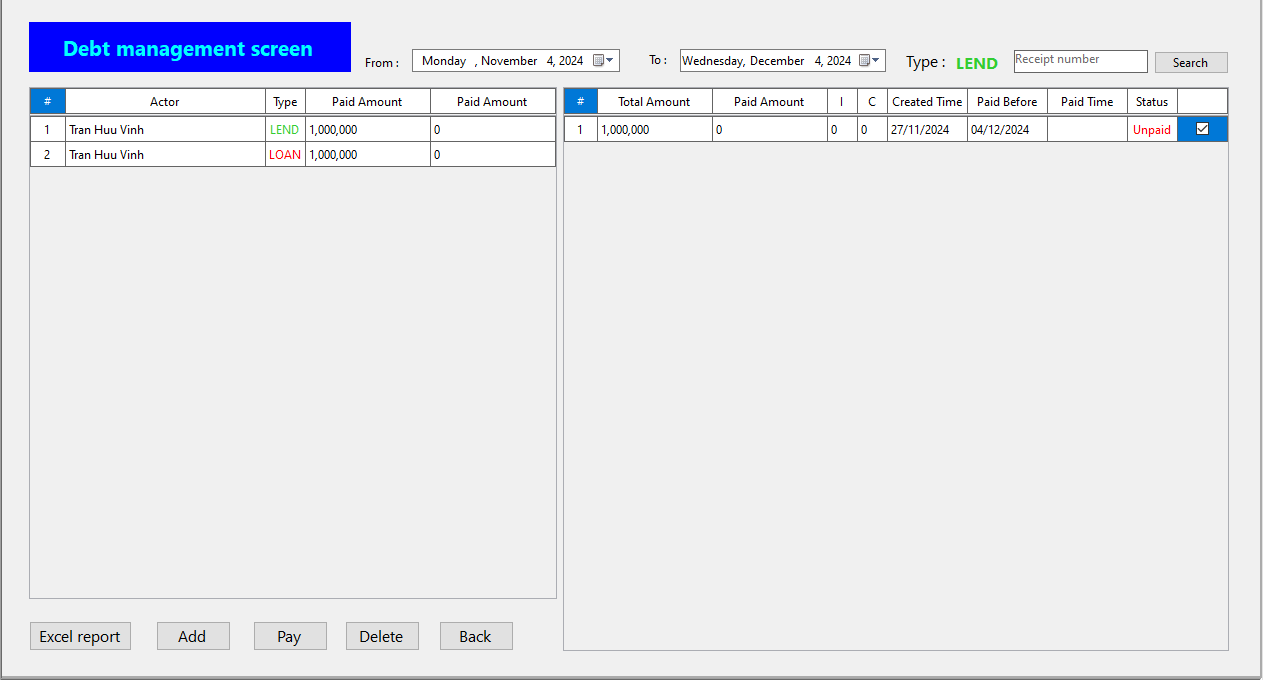 Debt management screen
From : Monday , November 4, 2024 To : Wednesday, December 4, 2024 Type : LEND Receipt number Search
# Actor Type Paid Amount Paid Amount
1 Tran Huu Vinh LEND 1,000,000 0
2 Tran Huu Vinh LOAN 1,000,000 0
# Total Amount Paid Amount I C Created Time Paid Before Paid Time Status
1 1,000,000 0 0 0 27/11/2024 04/12/2024 Unpaid
Excel report Add Pay Delete Back